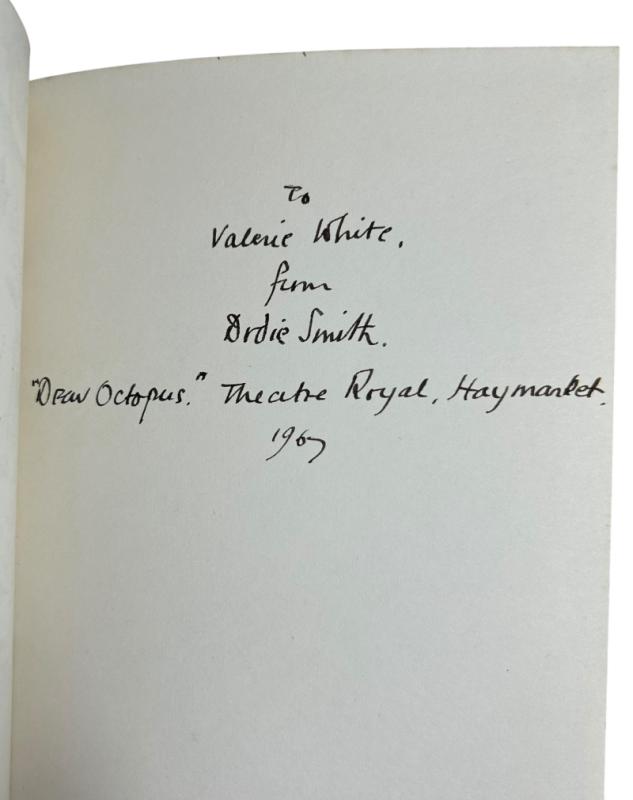 To
Valerie White.
from
Dodie Smith.
"Dear Octopus." Theatre Royal, Haymarket.
1967